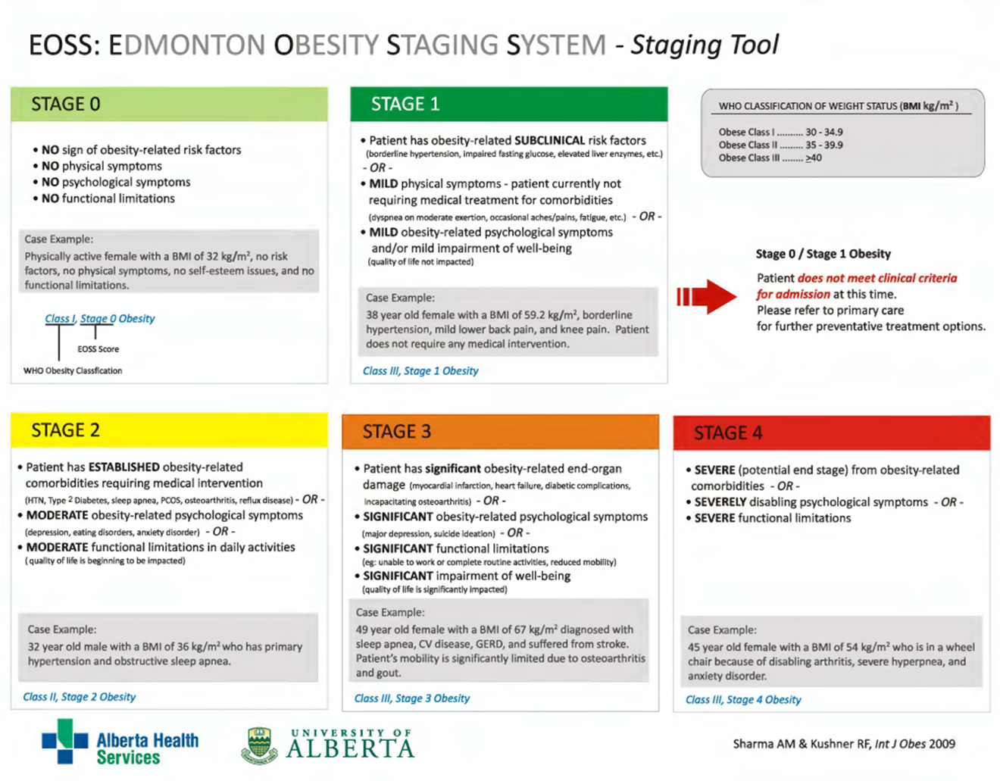 EOSS: EDMONTON OBESITY STAGING SYSTEM - Staging Tool
STAGE 0
• NO sign of obesity-related risk factors
• NO physical symptoms
• NO psychological symptoms
• NO functional limitations
Case Example:
Physically active female with a BMI of 32 kg/m², no risk
factors, no physical symptoms, no self-esteem issues, and no
functional limitations.
Class I, Stage 0 Obesity
EOSS Score
WHO Obesity Classfication
STAGE 1
• Patient has obesity-related SUBCLINICAL risk factors
(borderline hypertension, impaired fasting glucose, elevated liver enzymes, etc.)
- OR -
• MILD physical symptoms - patient currently not
requiring medical treatment for comorbidities
(dyspnea on moderate exertion, occasional aches/pains, fatigue, etc.) - OR -
• MILD obesity-related psychological symptoms
and/or mild impairment of well-being
(quality of life not impacted)
Case Example:
38 year old female with a BMI of 59.2 kg/m², borderline
hypertension, mild lower back pain, and knee pain. Patient
does not require any medical intervention.
Class III, Stage 1 Obesity
WHO CLASSIFICATION OF WEIGHT STATUS (BMI kg/m²)
Obese Class I .......... 30 - 34.9
Obese Class II ......... 35 - 39.9
Obese Class III ........ ≥40
Stage 0 / Stage 1 Obesity
Patient does not meet clinical criteria
for admission at this time.
Please refer to primary care
for further preventative treatment options.
STAGE 2
• Patient has ESTABLISHED obesity-related
comorbidities requiring medical intervention
(HTN, Type 2 Diabetes, sleep apnea, PCOS, osteoarthritis, reflux disease) - OR -
• MODERATE obesity-related psychological symptoms
(depression, eating disorders, anxiety disorder) - OR -
• MODERATE functional limitations in daily activities
(quality of life is beginning to be impacted)
Case Example:
32 year old male with a BMI of 36 kg/m² who has primary
hypertension and obstructive sleep apnea.
Class II, Stage 2 Obesity
STAGE 3
• Patient has significant obesity-related end-organ
damage (myocardial infarction, heart failure, diabetic complications,
incapacitating osteoarthritis) - OR -
• SIGNIFICANT obesity-related psychological symptoms
(major depression, suicide ideation) - OR -
• SIGNIFICANT functional limitations
(eg: unable to work or complete routine activities, reduced mobility)
• SIGNIFICANT impairment of well-being
(quality of life is significantly impacted)
Case Example:
49 year old female with a BMI of 67 kg/m² diagnosed with
sleep apnea, CV disease, GERD, and suffered from stroke.
Patient's mobility is significantly limited due to osteoarthritis
and gout.
Class III, Stage 3 Obesity
STAGE 4
• SEVERE (potential end stage) from obesity-related
comorbidities - OR -
• SEVERELY disabling psychological symptoms - OR -
• SEVERE functional limitations
Case Example:
45 year old female with a BMI of 54 kg/m² who is in a wheel
chair because of disabling arthritis, severe hyperpnea, and
anxiety disorder.
Class III, Stage 4 Obesity
Alberta Health
Services
UNIVERSITY OF
ALBERTA
Sharma AM & Kushner RF, Int J Obes 2009